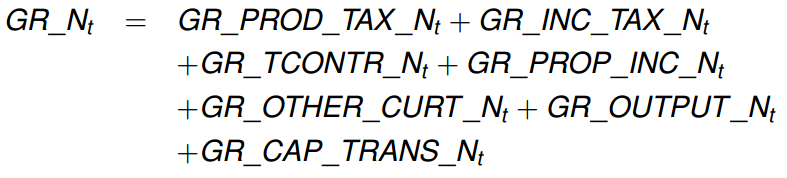 GR_N_t = GR_PROD_TAX_N_t + GR_INC_TAX_N_t
+GR_TCONTR_N_t + GR_PROP_INC_N_t
+GR_OTHER_CURT_N_t + GR_OUTPUT_N_t
+GR_CAP_TRANS_N_t